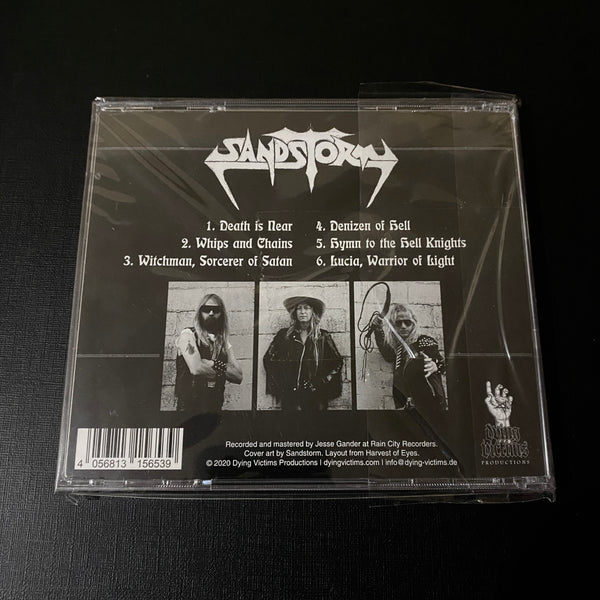 SANDSTORM
1. Death is Near
2. Whips and Chains
3. Witchman, Sorcerer of Satan
4. Denizen of Hell
5. Hymn to the Hell Knights
6. Lucia, Warrior of Light
Recorded and mastered by Jesse Gander at Rain City Recorders.
Cover art by Sandstorm. Layout from Harvest of Eyes.
© 2020 Dying Victims Productions | dyingvictims.com | info@dying-victims.de
4 056813 156539
dying
victims
PRODUCTIONS